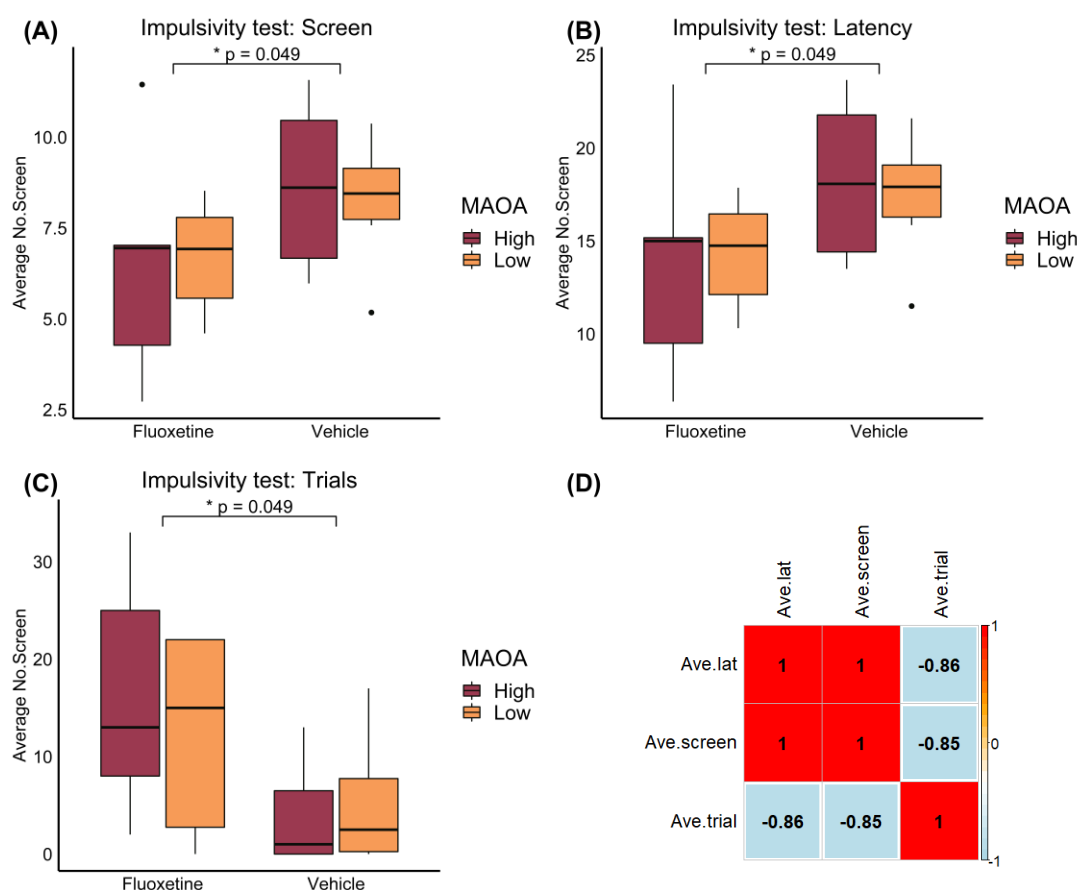 (A)
Impulsivity test: Screen
* p = 0.049
Average No.Screen
10.0
7.5
5.0
2.5
Fluoxetine
Vehicle
MAOA
High
Low
(B)
Impulsivity test: Latency
* p = 0.049
Average No.Screen
25
20
15
10
Fluoxetine
Vehicle
MAOA
High
Low
(C)
Impulsivity test: Trials
* p = 0.049
Average No.Screen
30
20
10
0
Fluoxetine
Vehicle
MAOA
High
Low
(D)
Ave.lat
Ave.screen
Ave.trial
Ave.lat 1 1 -0.86
Ave.screen 1 1 -0.85
Ave.trial -0.86 -0.85 1
1
0
-1